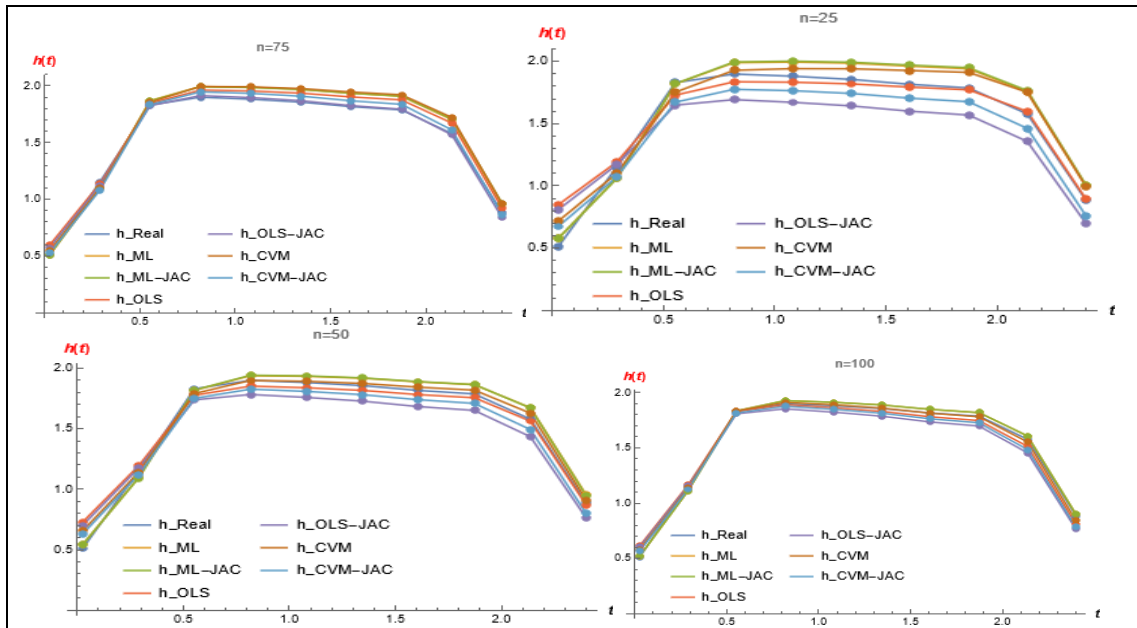 n=75
h(t)
2.0
1.5
1.0
0.5
h_Real h_OLS-JAC
h_ML h_CVM
h_ML-JAC h_CVM-JAC
h_OLS
0.5 1.0 1.5 2.0 t
n=25
h(t)
2.0
1.5
1.0
0.5
h_Real h_OLS-JAC
h_ML h_CVM
h_ML-JAC h_CVM-JAC
h_OLS
0.5 1.0 1.5 2.0 t
n=50
h(t)
2.0
1.5
1.0
0.5
h_Real h_OLS-JAC
h_ML h_CVM
h_ML-JAC h_CVM-JAC
h_OLS
0.5 1.0 1.5 2.0 t
n=100
h(t)
2.0
1.5
1.0
0.5
h_Real h_OLS-JAC
h_ML h_CVM
h_ML-JAC h_CVM-JAC
h_OLS
0.5 1.0 1.5 2.0 t